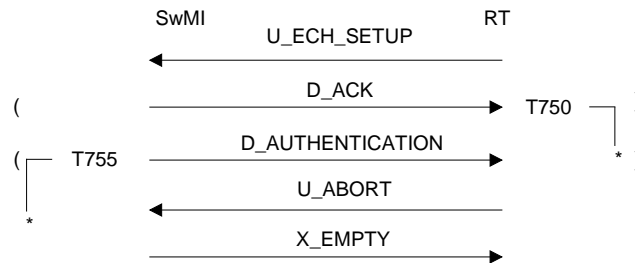 SwMI RT
U_ECH_SETUP
( D_ACK T750
D_AUTHENTICATION
( T755 *
U_ABORT
*
X_EMPTY